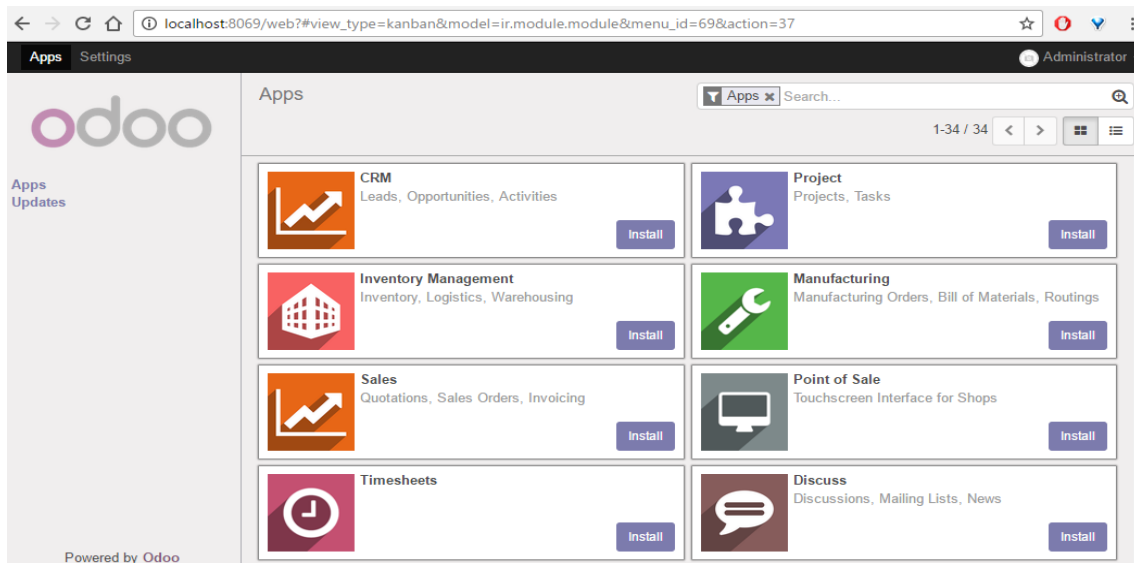 localhost:8069/web?#view_type=kanban&model=ir.module.module&menu_id=69&action=37
Apps Settings Administrator
odoo
Apps
Updates
Apps
Apps Search...
1-34 / 34
CRM
Leads, Opportunities, Activities
Install
Project
Projects, Tasks
Install
Inventory Management
Inventory, Logistics, Warehousing
Install
Manufacturing
Manufacturing Orders, Bill of Materials, Routings
Install
Sales
Quotations, Sales Orders, Invoicing
Install
Point of Sale
Touchscreen Interface for Shops
Install
Timesheets
Install
Discuss
Discussions, Mailing Lists, News
Install
Powered by Odoo